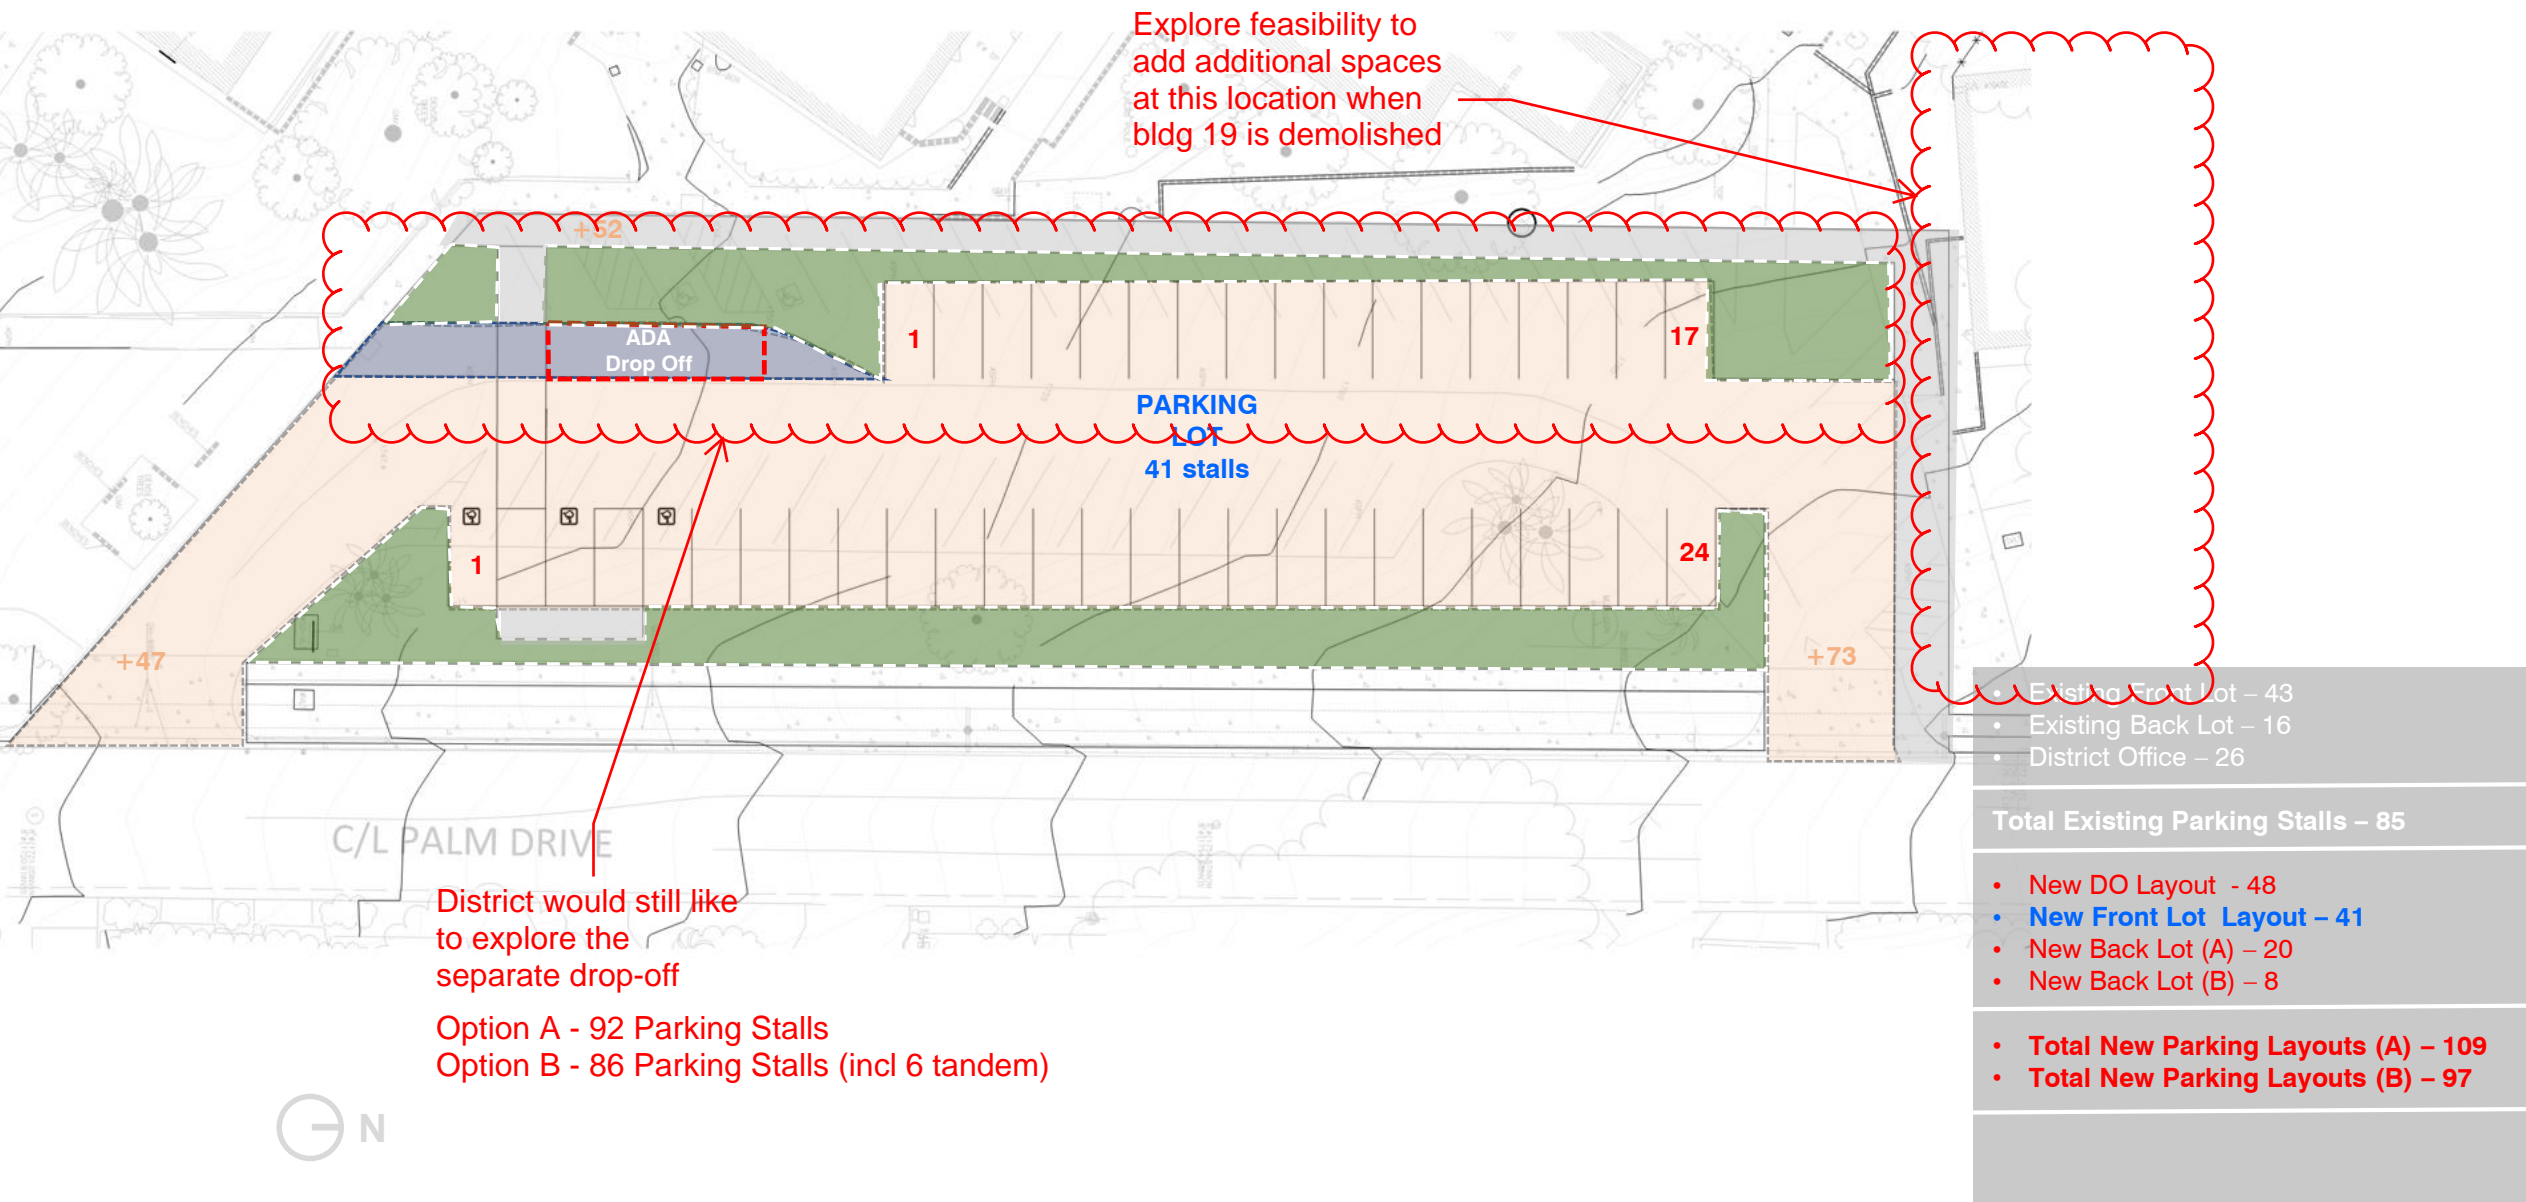 Explore feasibility to
add additional spaces
at this location when
bldg 19 is demolished
+52
ADA
Drop Off
1
17
PARKING
LOT
41 stalls
1
24
+47
+73
C/L PALM DRIVE
District would still like
to explore the
separate drop-off
Option A - 92 Parking Stalls
Option B - 86 Parking Stalls (incl 6 tandem)
N
• Existing Front Lot – 43
• Existing Back Lot – 16
• District Office – 26
Total Existing Parking Stalls – 85
• New DO Layout - 48
• New Front Lot Layout – 41
• New Back Lot (A) – 20
• New Back Lot (B) – 8
• Total New Parking Layouts (A) – 109
• Total New Parking Layouts (B) – 97